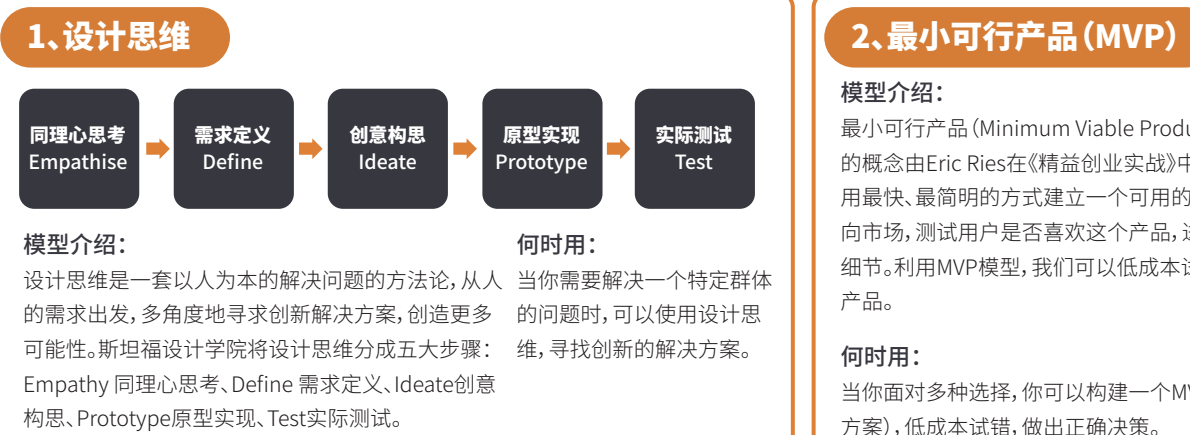 1、设计思维
同理心思考
Empathise
需求定义
Define
创意构思
Ideate
原型实现
Prototype
实际测试
Test
模型介绍：
设计思维是一套以人为本的解决问题的方法论，从人
的需求出发，多角度地寻求创新解决方案，创造更多
可能性。斯坦福设计学院将设计思维分成五大步骤：
Empathy 同理心思考、Define 需求定义、Ideate创意
构思、Prototype原型实现、Test实际测试。
何时用：
当你需要解决一个特定群体
的问题时，可以使用设计思
维，寻找创新的解决方案。
2、最小可行产品（MVP）
模型介绍：
最小可行产品（Minimum Viable Produ
的概念由Eric Ries在《精益创业实战》中
用最快、最简明的方式建立一个可用的
向市场，测试用户是否喜欢这个产品，
细节。利用MVP模型，我们可以低成本试
产品。
何时用：
当你面对多种选择，你可以构建一个MV
方案），低成本试错，做出正确决策。